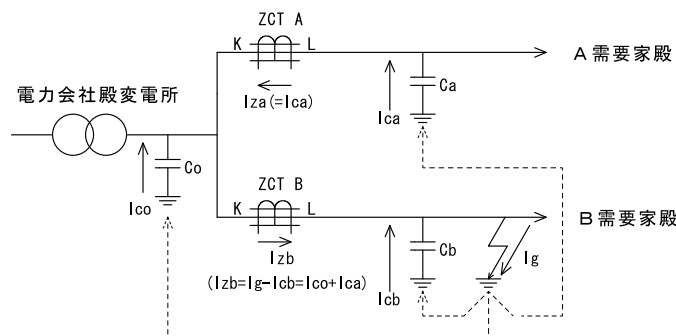 ZCT A
K
L
A需要家殿
電力会社殿変電所
Iza(=Ica)
Ica
Ca
Co
ZCT B
Ico
K
L
B需要家殿
Izb
Cb
Ig
(Izb=Ig-Icb=Ico+Ica)
Icb